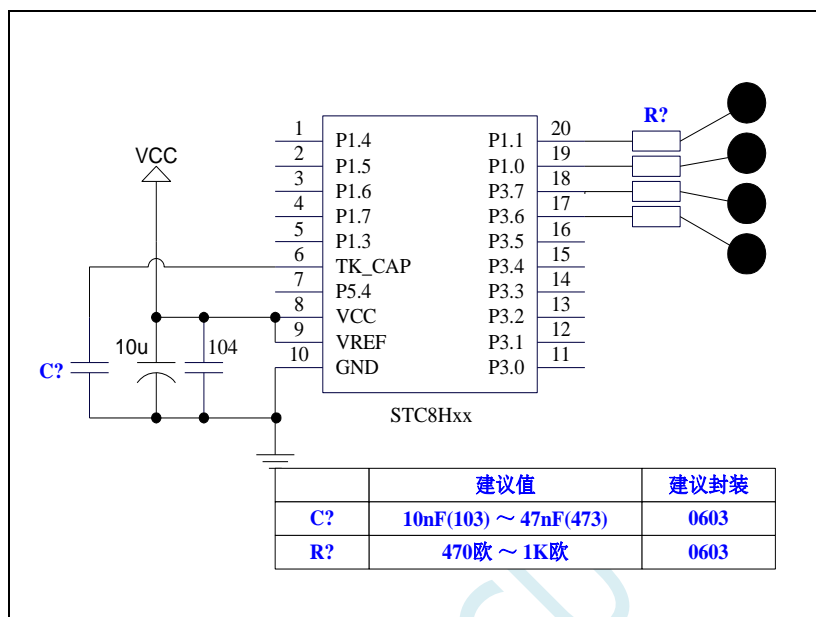 VCC
1 P1.4 P1.1 20 R?
2 P1.5 P1.0 19
3 P1.6 P3.7 18
4 P1.7 P3.6 17
5 P1.3 P3.5 16
6 TK_CAP P3.4 15
7 P5.4 P3.3 14
8 VCC P3.2 13
9 VREF P3.1 12
10 GND P3.0 11
C? 10u 104
STC8Hxx
建议值 建议封装
C? 10nF(103) ~ 47nF(473) 0603
R? 470欧 ~ 1K欧 0603